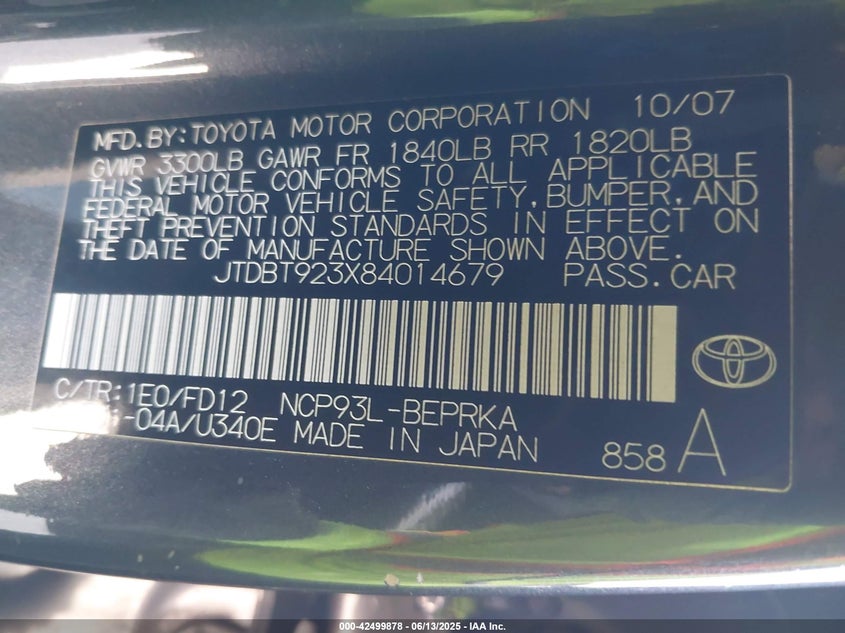 MFD.BY:TOYOTA MOTOR CORPORATION 10/07
GVWR 3300LB GAWR FR 1840LB RR 1820LB
THIS VEHICLE CONFORMS TO ALL APPLICABLE
FEDERAL MOTOR VEHICLE SAFETY,BUMPER,AND
THEFT PREVENTION STANDARDS IN EFFECT ON
THE DATE OF MANUFACTURE SHOWN ABOVE.
JTDBT923X84014679 PASS.CAR
C/TR:1E0/FD12 NCP93L-BEPRKA
-04A/U340E MADE IN JAPAN
858 A
000-42499878 - 06/13/2025 - IAA Inc.